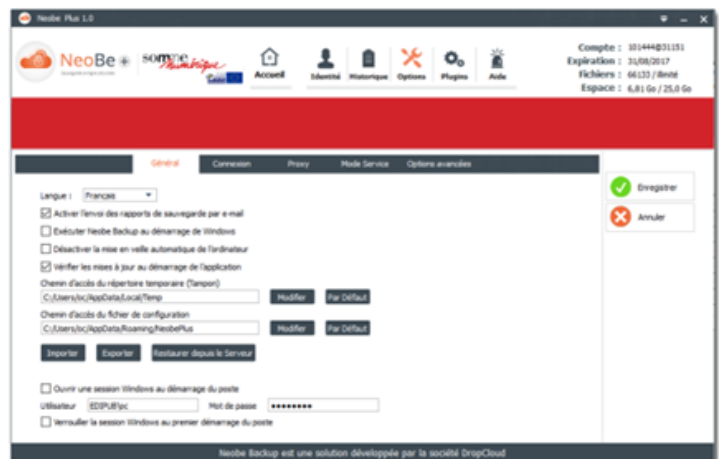 Neobe Plus 1.0
NeoBe +
somme
Numérique
Accueil
Identité
Historique
Options
Plugins
Aide
Compte : 101444@31151
Expiration : 31/08/2017
Fichiers : 66133 / illimité
Espace : 6,81 Go / 25,0 Go
Général
Connexion
Proxy
Mode Service
Options avancées
Enregistrer
Annuler
Langue : Francais
Activer l'envoi des rapports de sauvegarde par e-mail
Exécuter Neobe Backup au démarrage de Windows
Désactiver la mise en veille automatique de l'ordinateur
Vérifier les mises à jour au démarrage de l'application
Chemin d'accès du répertoire temporaire (Tampon)
C:/Users/oc/AppData/Local/Temp
Modifier
Par Défaut
Chemin d'accès du fichier de configuration
C:/Users/oc/AppData/Roaming/NeobePlus
Modifier
Par Défaut
Importer
Exporter
Restaurer depuis le Serveur
Ouvrir une session Windows au démarrage du poste
Utilisateur EDIPUB\pc Mot de passe ••••••••
Verrouiller la session Windows au premier démarrage du poste
Neobe Backup est une solution développée par la société DropCloud